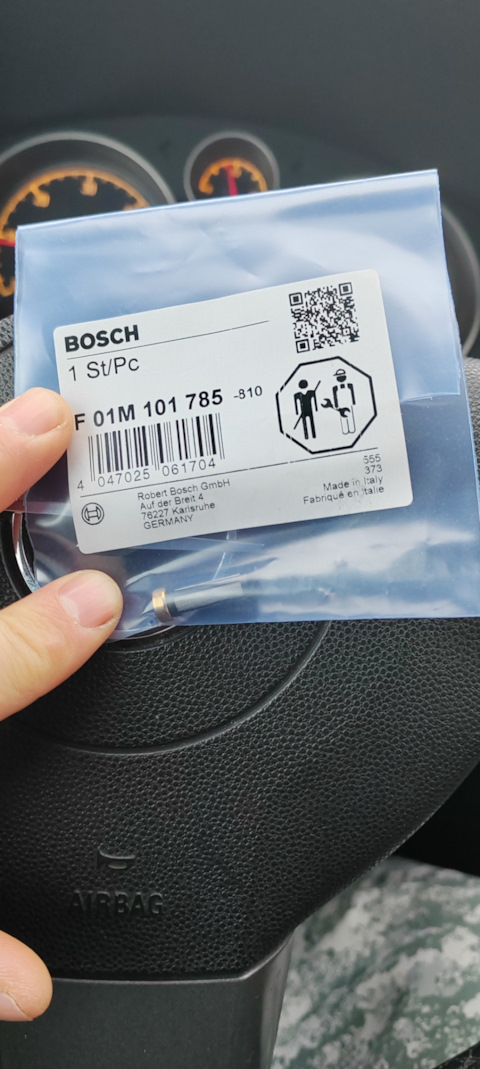 BOSCH
1 St/Pc
F 01M 101 785 -810
4 047025 061704
Robert Bosch GmbH
Auf der Breit 4
76227 Karlsruhe
GERMANY
555
373
Made in Italy
Fabriqué en Italie
AIRBAG